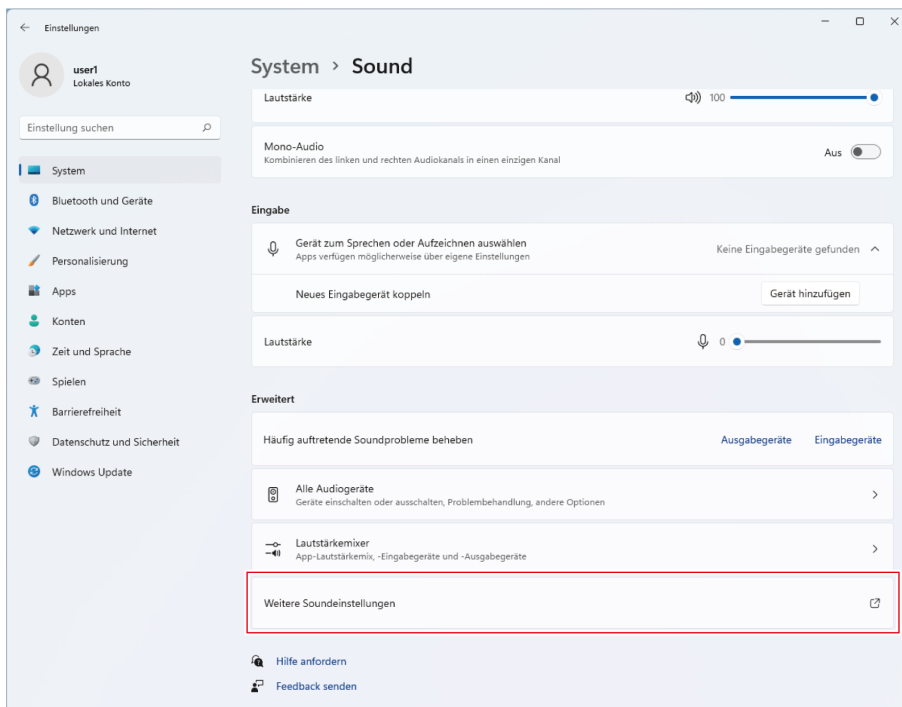 Einstellungen
user1
Lokales Konto
Einstellung suchen
System
Bluetooth und Geräte
Netzwerk und Internet
Personalisierung
Apps
Konten
Zeit und Sprache
Spielen
Barrierefreiheit
Datenschutz und Sicherheit
Windows Update
System > Sound
Lautstärke 100
Mono-Audio
Kombinieren des linken und rechten Audiokanals in einen einzigen Kanal
Aus
Eingabe
Gerät zum Sprechen oder Aufzeichnen auswählen
Apps verfügen möglicherweise über eigene Einstellungen
Keine Eingabegeräte gefunden
Neues Eingabegerät koppeln
Gerät hinzufügen
Lautstärke 0
Erweitert
Häufig auftretende Soundprobleme beheben
Ausgabegeräte Eingabegeräte
Alle Audiogeräte
Geräte einschalten oder ausschalten, Problembehandlung, andere Optionen
Lautstärkemixer
App-Lautstärkemix, -Eingabegeräte und -Ausgabegeräte
Weitere Soundeinstellungen
Hilfe anfordern
Feedback senden